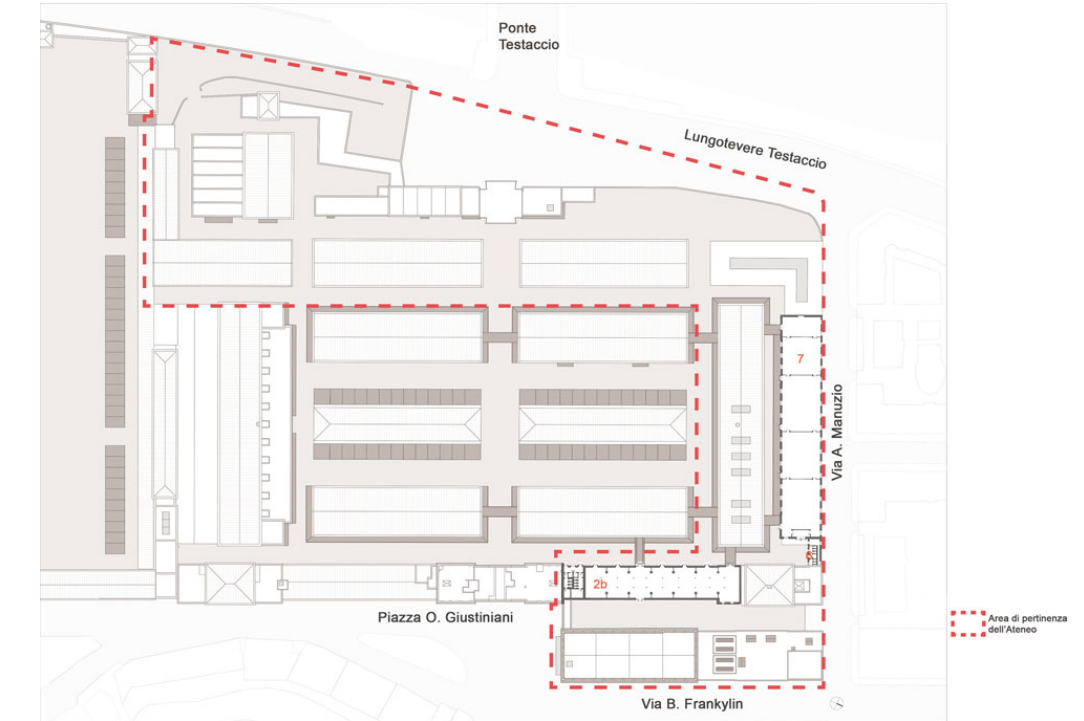 Ponte
Testaccio
Lungotevere Testaccio
7
Via A. Manuzio
2b
Piazza O. Giustiniani
Area di pertinenza
dell'Ateneo
Via B. Frankylin